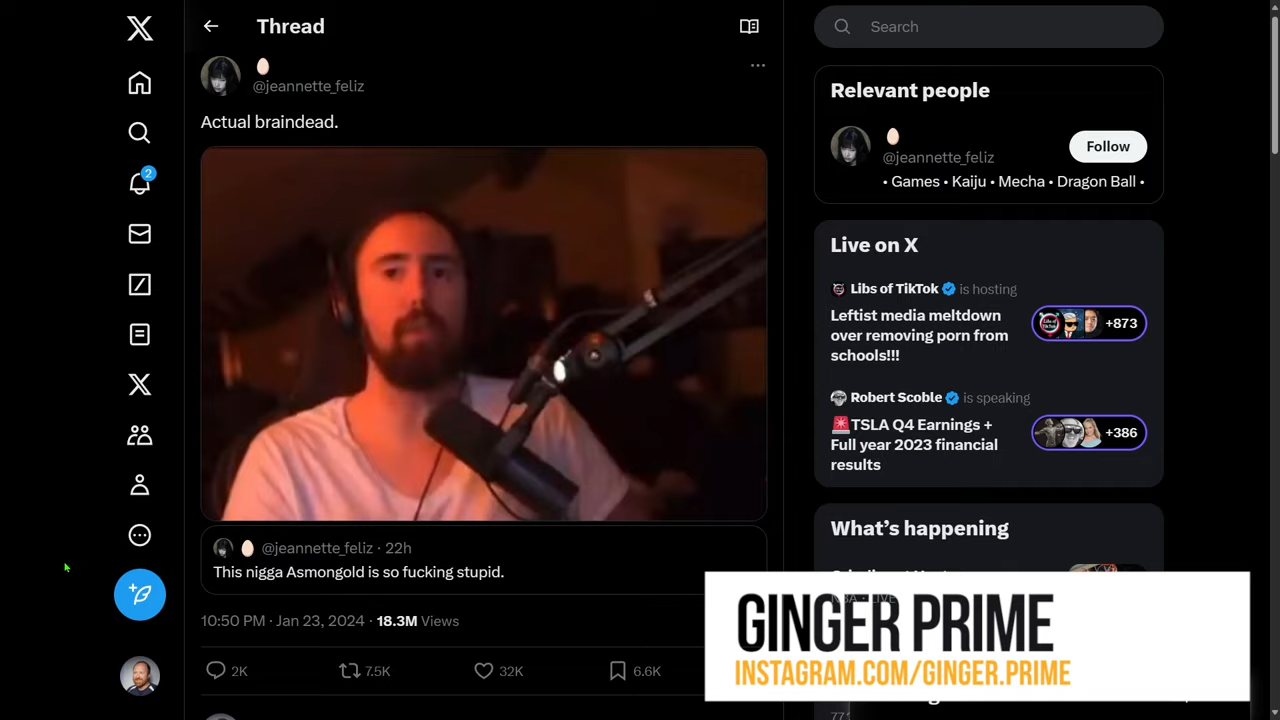 Thread
@jeannette_feliz
Actual braindead.
@jeannette_feliz · 22h
This nigga Asmongold is so fucking stupid.
10:50 PM · Jan 23, 2024 · 18.3M Views
2K
7.5K
32K
6.6K
2
Search
Relevant people
@jeannette_feliz
Follow
• Games • Kaiju • Mecha • Dragon Ball •
Live on X
Libs of TikTok is hosting
Leftist media meltdown
over removing porn from
schools!!!
+873
Robert Scoble is speaking
TSLA Q4 Earnings +
Full year 2023 financial
results
+386
What's happening
GINGER PRIME
INSTAGRAM.COM/GINGER.PRIME